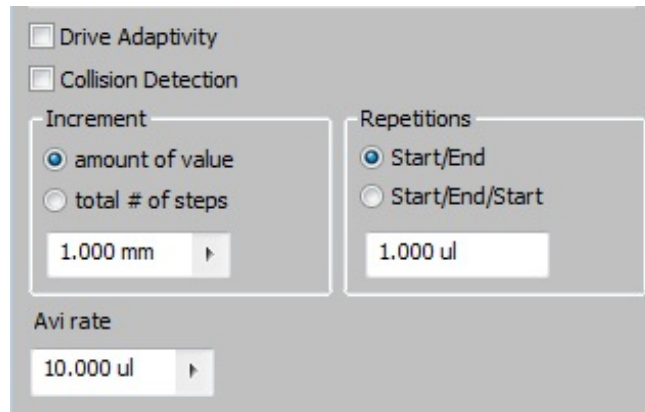 Drive Adaptivity
Collision Detection
Increment
amount of value
total # of steps
1.000 mm
Repetitions
Start/End
Start/End/Start
1.000 ul
Avi rate
10.000 ul